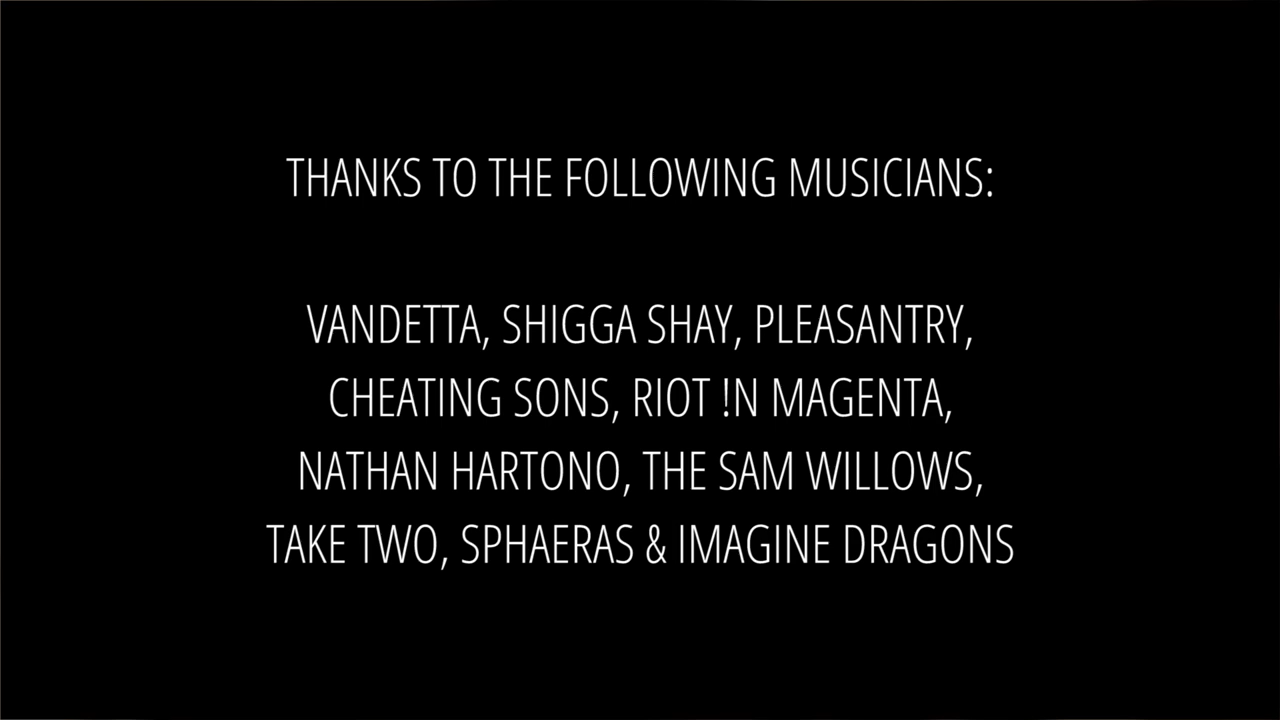 THANKS TO THE FOLLOWING MUSICIANS:
VANDETTA, SHIGGA SHAY, PLEASANTRY,
CHEATING SONS, RIOT !N MAGENTA,
NATHAN HARTONO, THE SAM WILLOWS,
TAKE TWO, SPHAERAS & IMAGINE DRAGONS